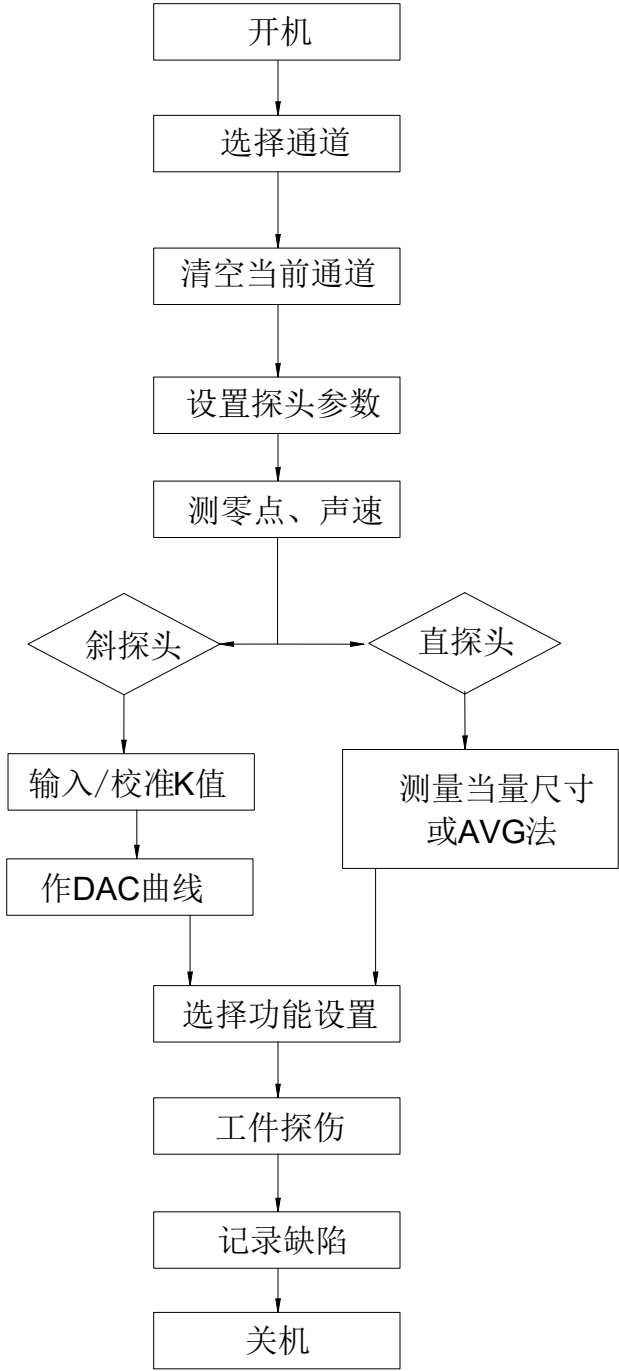 开机
选择通道
清空当前通道
设置探头参数
测零点、声速
斜探头
直探头
输入/校准K值
测量当量尺寸
或AVG法
作DAC曲线
选择功能设置
工件探伤
记录缺陷
关机